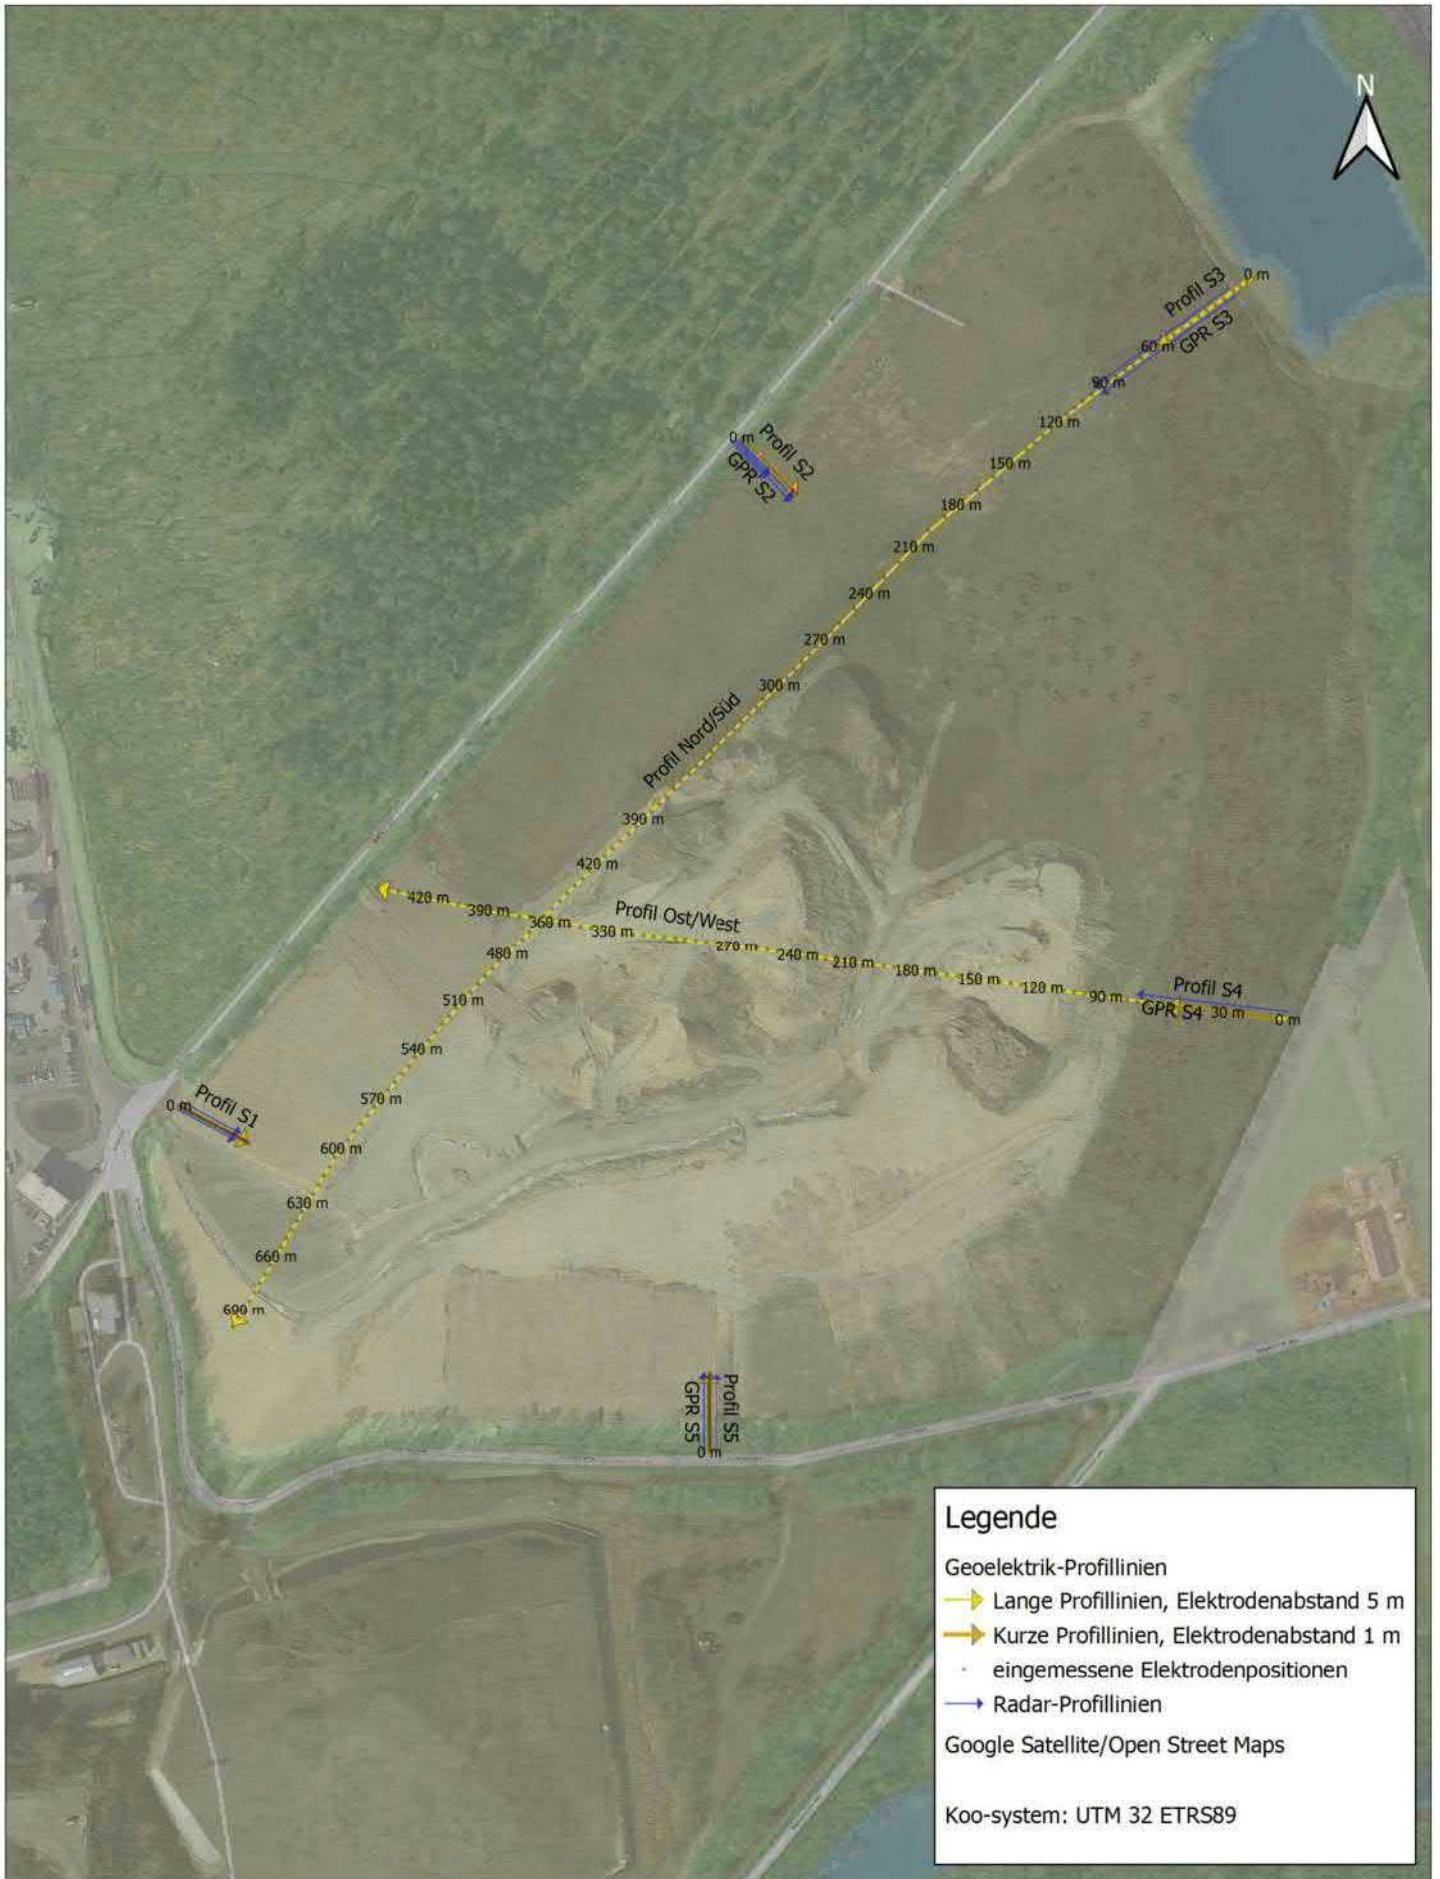 N
0 m
Profil S3
GPR S3
60 m
90 m
120 m
150 m
180 m
210 m
240 m
270 m
300 m
Profil Nord/Süd
390 m
420 m
480 m
510 m
540 m
570 m
600 m
630 m
660 m
690 m
0 m
Profil S2
GPR S2
420 m
390 m
360 m
330 m
Profil Ost/West
270 m
240 m
210 m
180 m
150 m
120 m
90 m
Profil S4
GPR S4
30 m
0 m
0 m
Profil S1
Profil S5
GPR S5
0 m
Legende
Geoelektrik-Profillinien
Lange Profillinien, Elektrodenabstand 5 m
Kurze Profillinien, Elektrodenabstand 1 m
eingemessene Elektrodenpositionen
Radar-Profillinien
Google Satellite/Open Street Maps
Koo-system: UTM 32 ETRS89